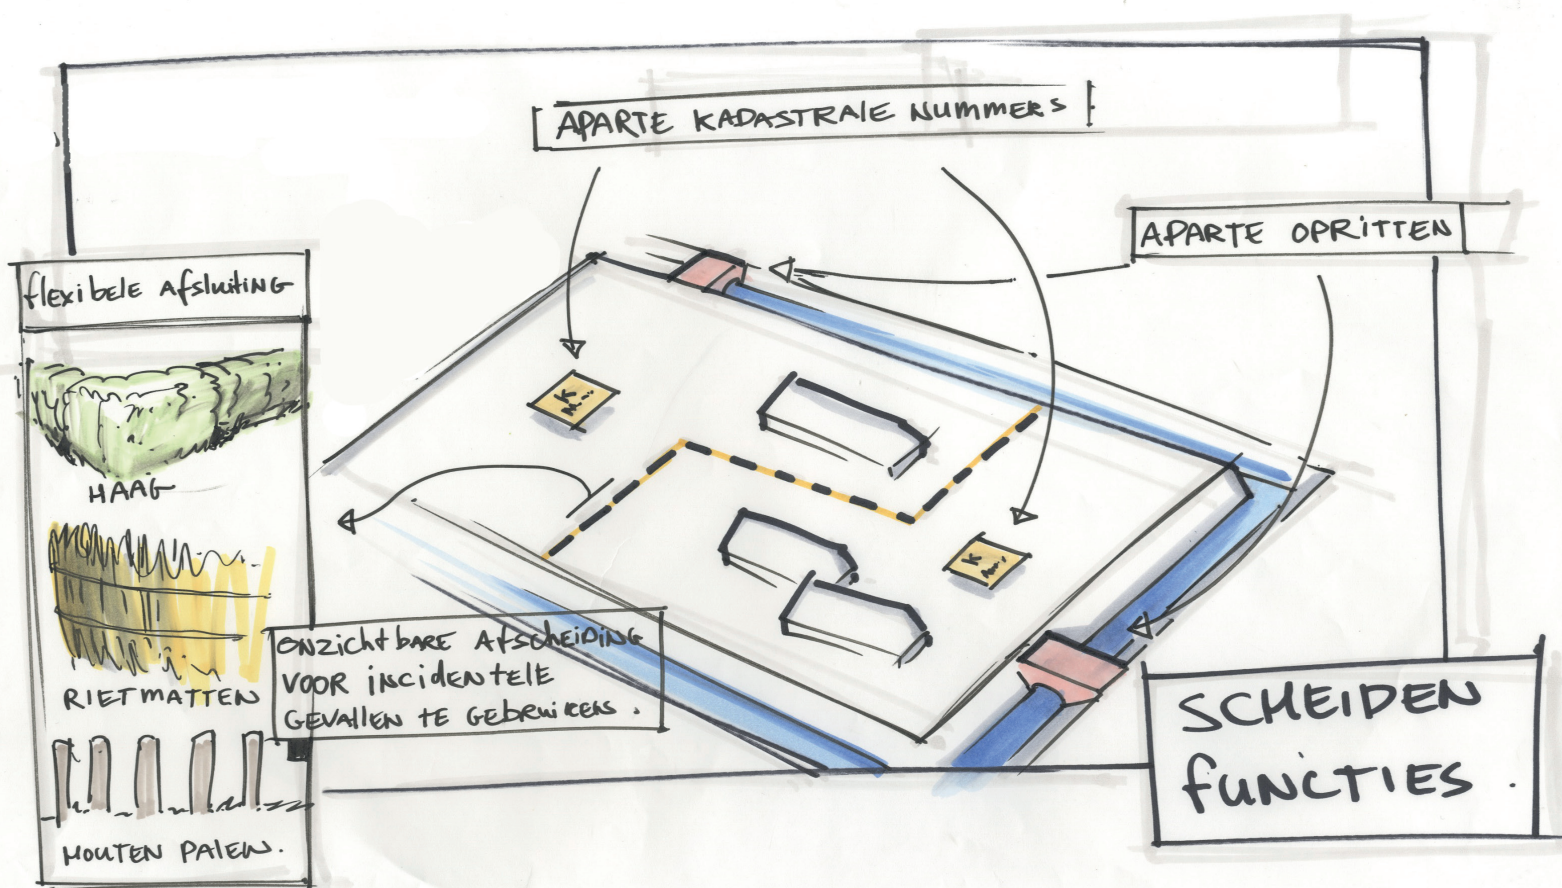 APARTE KADASTRALE NUMMERS
APARTE OPRITTEN
flexibele Afsluiting
HAAG
RIETMATTEN
HOUTEN PALEN.
ONZICHTBARE AfscHEIDING
VOOR iNCIDENTELE
GEVALLEN TE GEBRUIKEN.
K
K
SCHEIDEN
fUNCTIES.